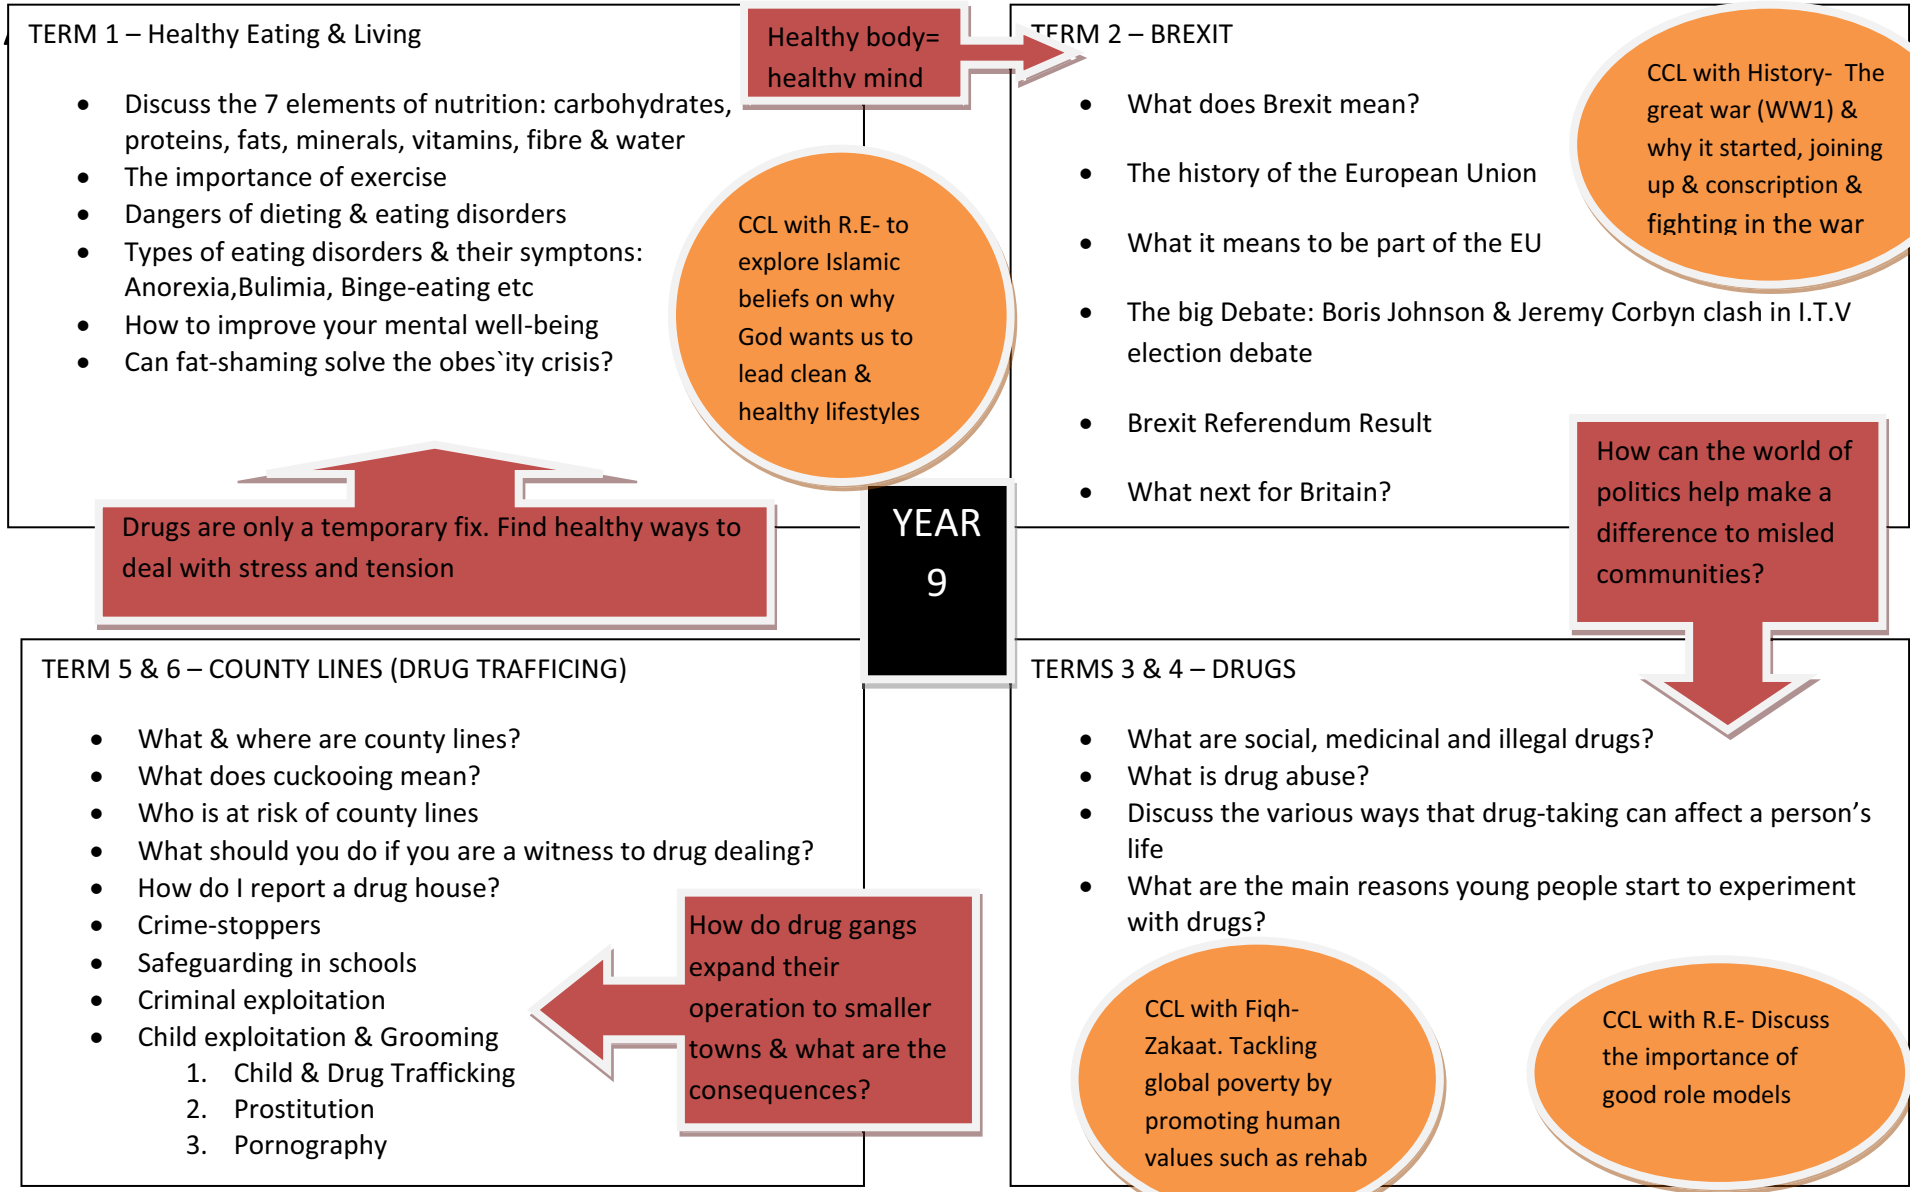 TERM 1 – Healthy Eating & Living
• Discuss the 7 elements of nutrition: carbohydrates,
proteins, fats, minerals, vitamins, fibre & water
• The importance of exercise
• Dangers of dieting & eating disorders
• Types of eating disorders & their symptons:
Anorexia,Bulimia, Binge-eating etc
• How to improve your mental well-being
• Can fat-shaming solve the obes`ity crisis?
Healthy body=
healthy mind
CCL with R.E- to
explore Islamic
beliefs on why
God wants us to
lead clean &
healthy lifestyles
TERM 2 – BREXIT
• What does Brexit mean?
• The history of the European Union
• What it means to be part of the EU
• The big Debate: Boris Johnson & Jeremy Corbyn clash in I.T.V
election debate
• Brexit Referendum Result
• What next for Britain?
CCL with History- The
great war (WW1) &
why it started, joining
up & conscription &
fighting in the war
How can the world of
politics help make a
difference to misled
communities?
Drugs are only a temporary fix. Find healthy ways to
deal with stress and tension
YEAR
9
TERM 5 & 6 – COUNTY LINES (DRUG TRAFFICING)
• What & where are county lines?
• What does cuckooing mean?
• Who is at risk of county lines
• What should you do if you are a witness to drug dealing?
• How do I report a drug house?
• Crime-stoppers
• Safeguarding in schools
• Criminal exploitation
• Child exploitation & Grooming
1. Child & Drug Trafficking
2. Prostitution
3. Pornography
How do drug gangs
expand their
operation to smaller
towns & what are the
consequences?
TERMS 3 & 4 – DRUGS
• What are social, medicinal and illegal drugs?
• What is drug abuse?
• Discuss the various ways that drug-taking can affect a person’s
life
• What are the main reasons young people start to experiment
with drugs?
CCL with Fiqh-
Zakaat. Tackling
global poverty by
promoting human
values such as rehab
CCL with R.E- Discuss
the importance of
good role models